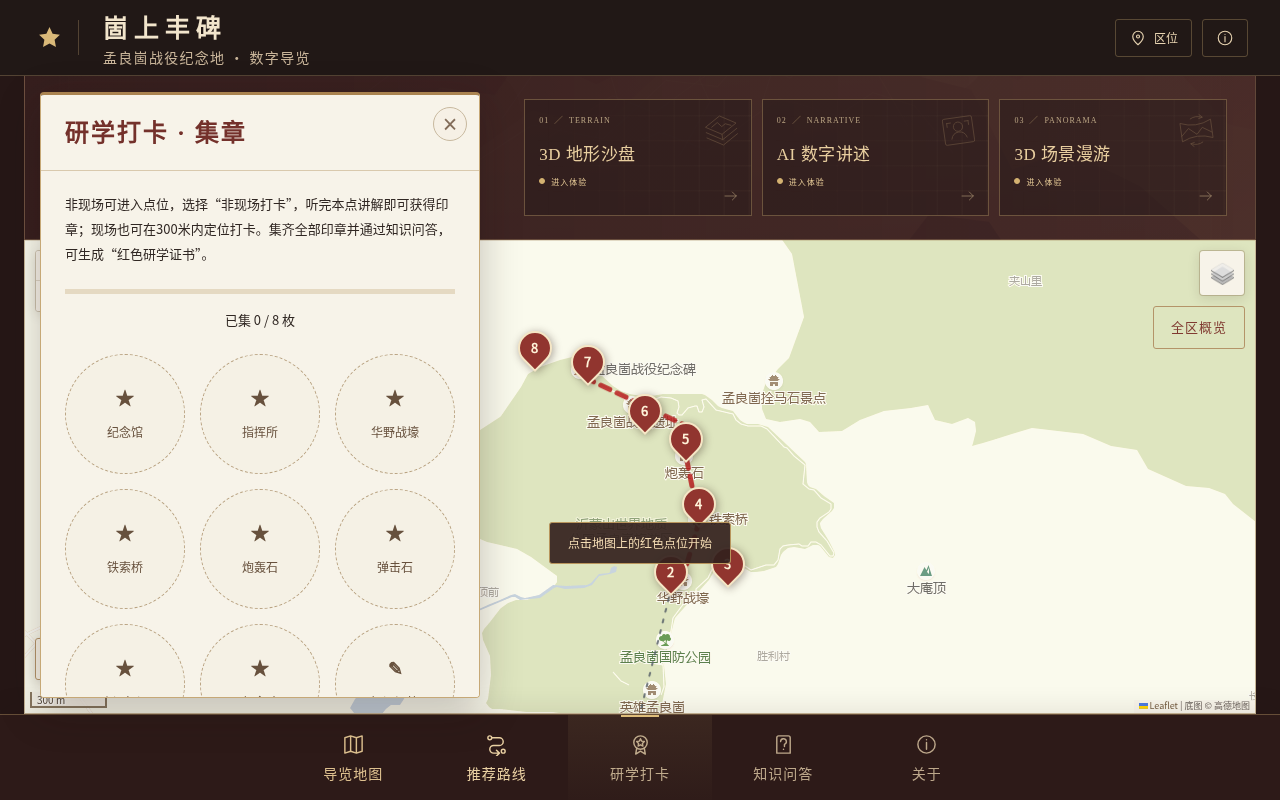 崮上丰碑
孟良崮战役纪念地 · 数字导览
区位
研学打卡 · 集章
非现场可进入点位，选择“非现场打卡”，听完本点讲解即可获得印
章；现场也可在300米内定位打卡。集齐全部印章并通过知识问答，
可生成“红色研学证书”。
已集 0 / 8 枚
纪念馆
指挥所
华野战壕
铁索桥
炮轰石
弹击石
01 ／ TERRAIN
3D 地形沙盘
进入体验
02 ／ NARRATIVE
AI 数字讲述
进入体验
03 ／ PANORAMA
3D 场景漫游
进入体验
夹山里
全区概览
8
7
良崮战役纪念碑
孟良崮拴马石景点
6
孟良崮
5
炮轰石
4
铁索桥
点击地图上的红色点位开始
2
3
华野战壕
顶前
大庵顶
孟良崮国防公园
胜利村
英雄孟良崮
300 m
Leaflet | 底图 © 高德地图
导览地图
推荐路线
研学打卡
知识问答
关于